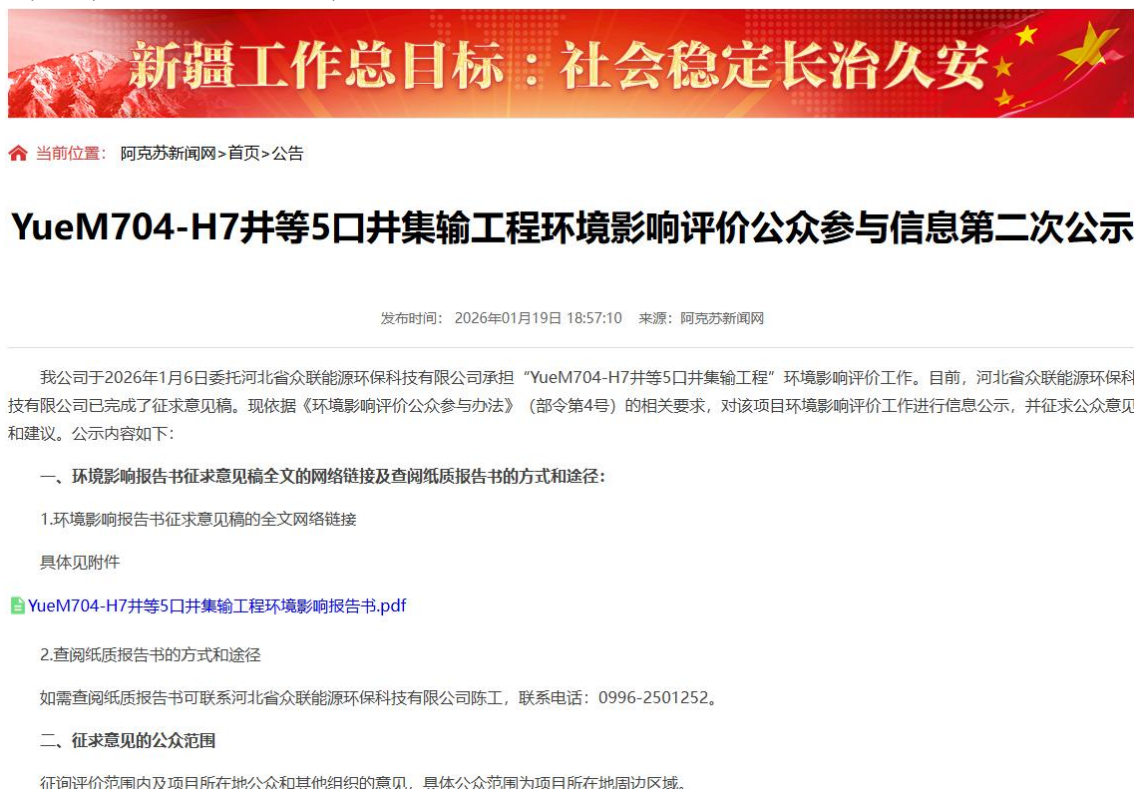 新疆工作总目标：社会稳定长治久安
当前位置： 阿克苏新闻网>首页>公告
YueM704-H7井等5口井集输工程环境影响评价公众参与信息第二次公示
发布时间： 2026年01月19日 18:57:10 来源：阿克苏新闻网
我公司于2026年1月6日委托河北省众联能源环保科技有限公司承担“YueM704-H7井等5口井集输工程”环境影响评价工作。目前，河北省众联能源环保科
技有限公司已完成了征求意见稿。现依据《环境影响评价公众参与办法》（部令第4号）的相关要求，对该项目环境影响评价工作进行信息公示，并征求公众意见
和建议。公示内容如下：
一、环境影响报告书征求意见稿全文的网络链接及查阅纸质报告书的方式和途径：
1.环境影响报告书征求意见稿的全文网络链接
具体见附件
YueM704-H7井等5口井集输工程环境影响报告书.pdf
2.查阅纸质报告书的方式和途径
如需查阅纸质报告书可联系河北省众联能源环保科技有限公司陈工，联系电话：0996-2501252。
二、征求意见的公众范围
征询评价范围内及项目所在地公众和其他组织的意见，具体公众范围为项目所在地周边区域。